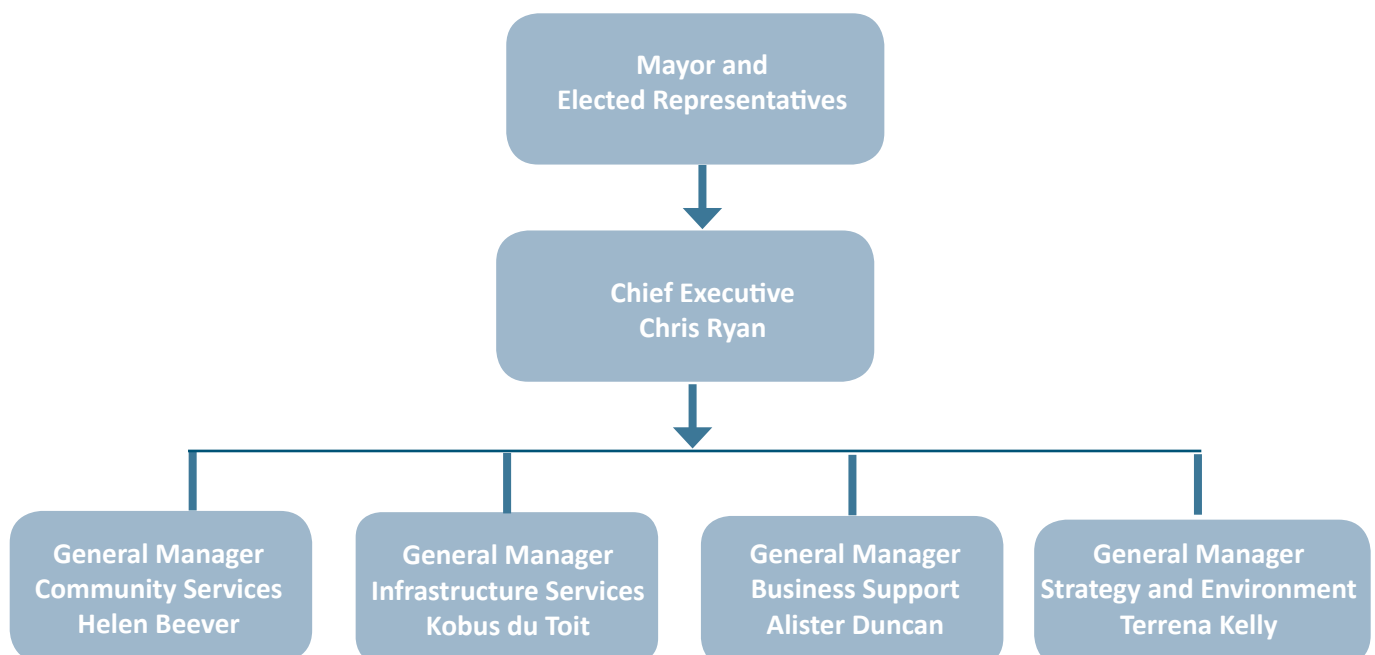 Mayor and
Elected Representatives
Chief Executive
Chris Ryan
General Manager
Community Services
Helen Beever
General Manager
Infrastructure Services
Kobus du Toit
General Manager
Business Support
Alister Duncan
General Manager
Strategy and Environment
Terrena Kelly